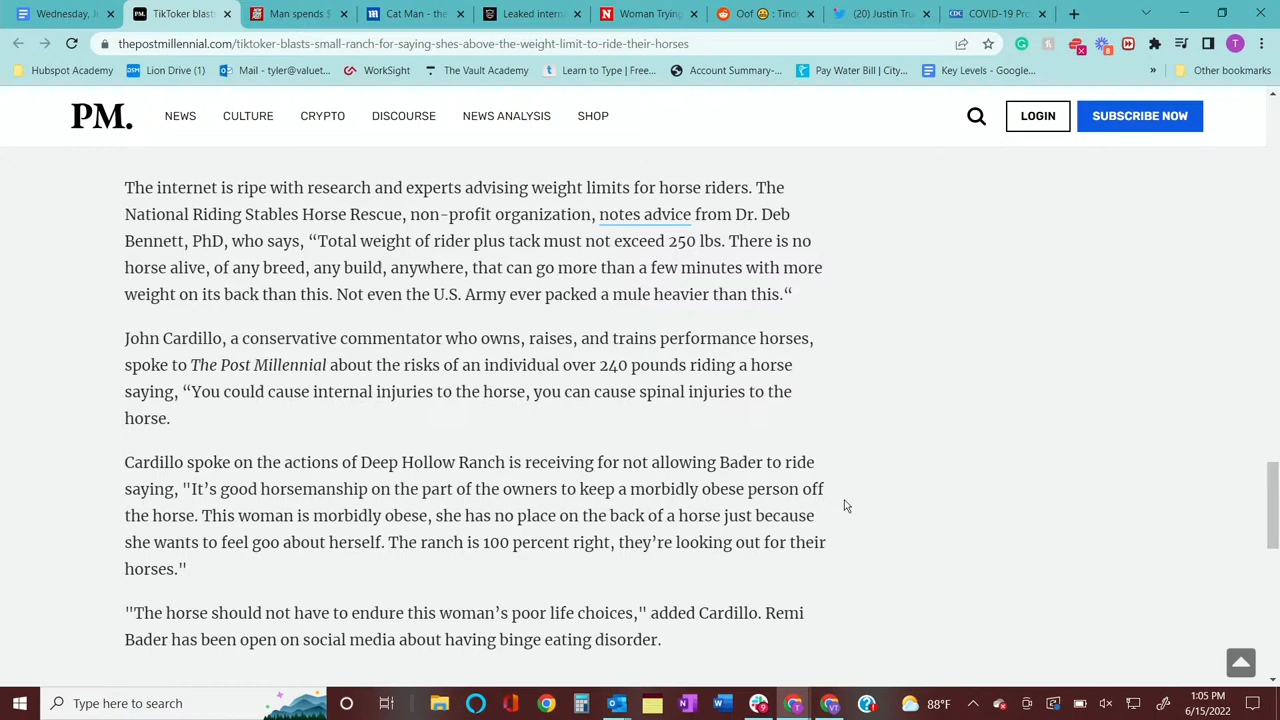 Wednesday, J
TikToker blasts
Man spends $
Cat Man - the
Leaked intern
Woman Trying
Oof 😬 : Tinde
(20) Justin Tru
COVID-19 Pro
thepostmillennial.com/tiktoker-blasts-small-ranch-for-saying-shes-above-the-weight-limit-to-ride-their-horses
Hubspot Academy
Lion Drive (1)
Mail - tyler@valuet...
WorkSight
The Vault Academy
Learn to Type | Free...
Account Summary-...
Pay Water Bill | City...
Key Levels - Google...
»
Other bookmarks
PM.
NEWS CULTURE CRYPTO DISCOURSE NEWS ANALYSIS SHOP
LOGIN
SUBSCRIBE NOW
The internet is ripe with research and experts advising weight limits for horse riders. The
National Riding Stables Horse Rescue, non-profit organization, notes advice from Dr. Deb
Bennett, PhD, who says, “Total weight of rider plus tack must not exceed 250 lbs. There is no
horse alive, of any breed, any build, anywhere, that can go more than a few minutes with more
weight on its back than this. Not even the U.S. Army ever packed a mule heavier than this.“
John Cardillo, a conservative commentator who owns, raises, and trains performance horses,
spoke to The Post Millennial about the risks of an individual over 240 pounds riding a horse
saying, “You could cause internal injuries to the horse, you can cause spinal injuries to the
horse.
Cardillo spoke on the actions of Deep Hollow Ranch is receiving for not allowing Bader to ride
saying, "It’s good horsemanship on the part of the owners to keep a morbidly obese person off
the horse. This woman is morbidly obese, she has no place on the back of a horse just because
she wants to feel goo about herself. The ranch is 100 percent right, they’re looking out for their
horses."
"The horse should not have to endure this woman’s poor life choices," added Cardillo. Remi
Bader has been open on social media about having binge eating disorder.
Type here to search
88°F
1:05 PM
6/15/2022